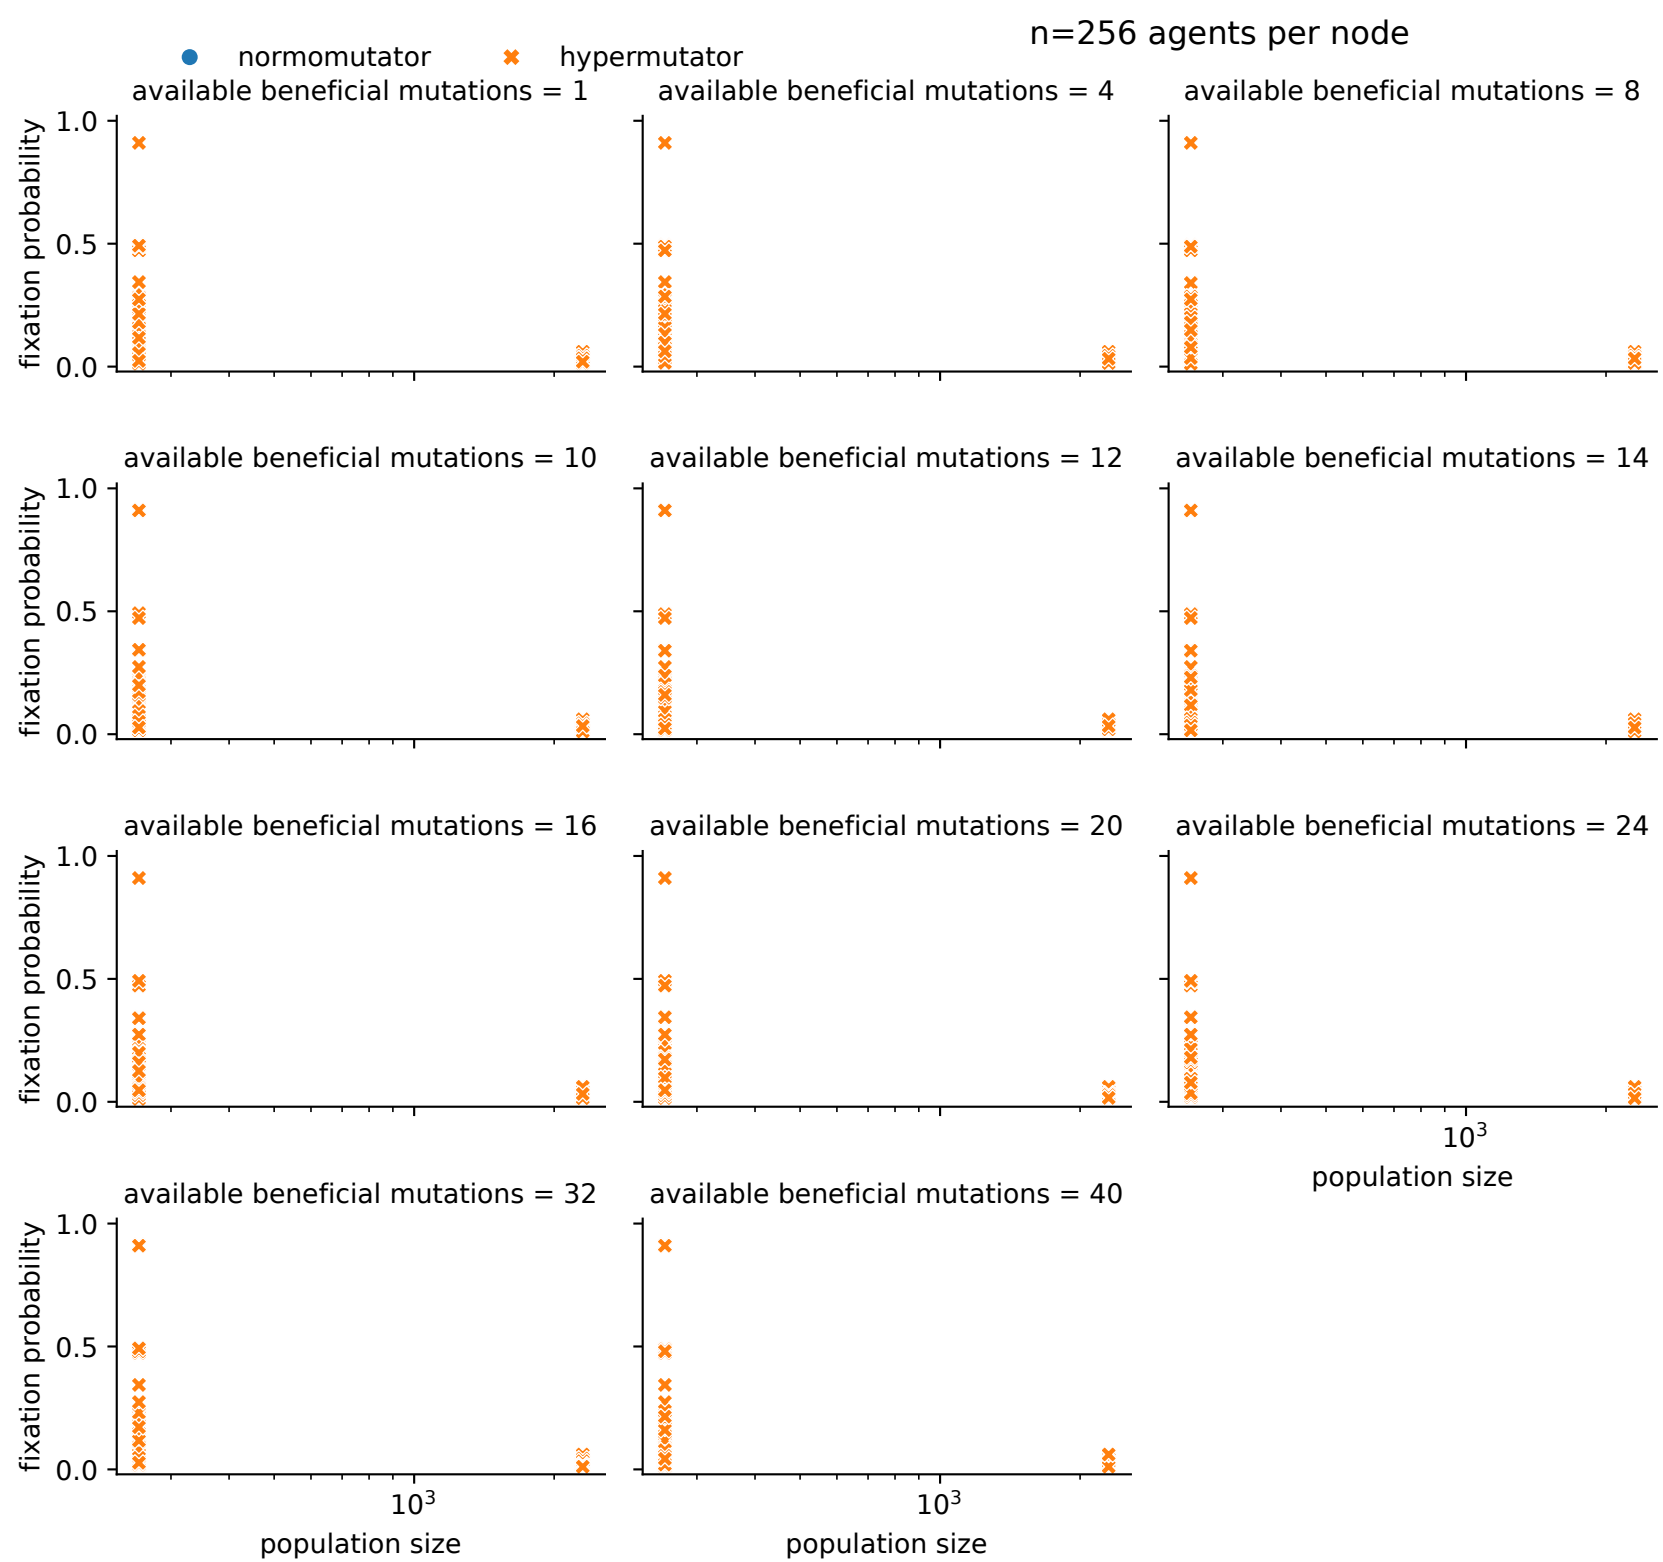 n=256 agents per node
normomutator hypermutator
available beneficial mutations = 1 available beneficial mutations = 4 available beneficial mutations = 8
1.0
0.5
0.0
fixation probability
available beneficial mutations = 10 available beneficial mutations = 12 available beneficial mutations = 14
1.0
0.5
0.0
fixation probability
available beneficial mutations = 16 available beneficial mutations = 20 available beneficial mutations = 24
1.0
0.5
0.0
fixation probability
10³
population size
available beneficial mutations = 32 available beneficial mutations = 40
1.0
0.5
0.0
fixation probability
10³ 10³
population size population size